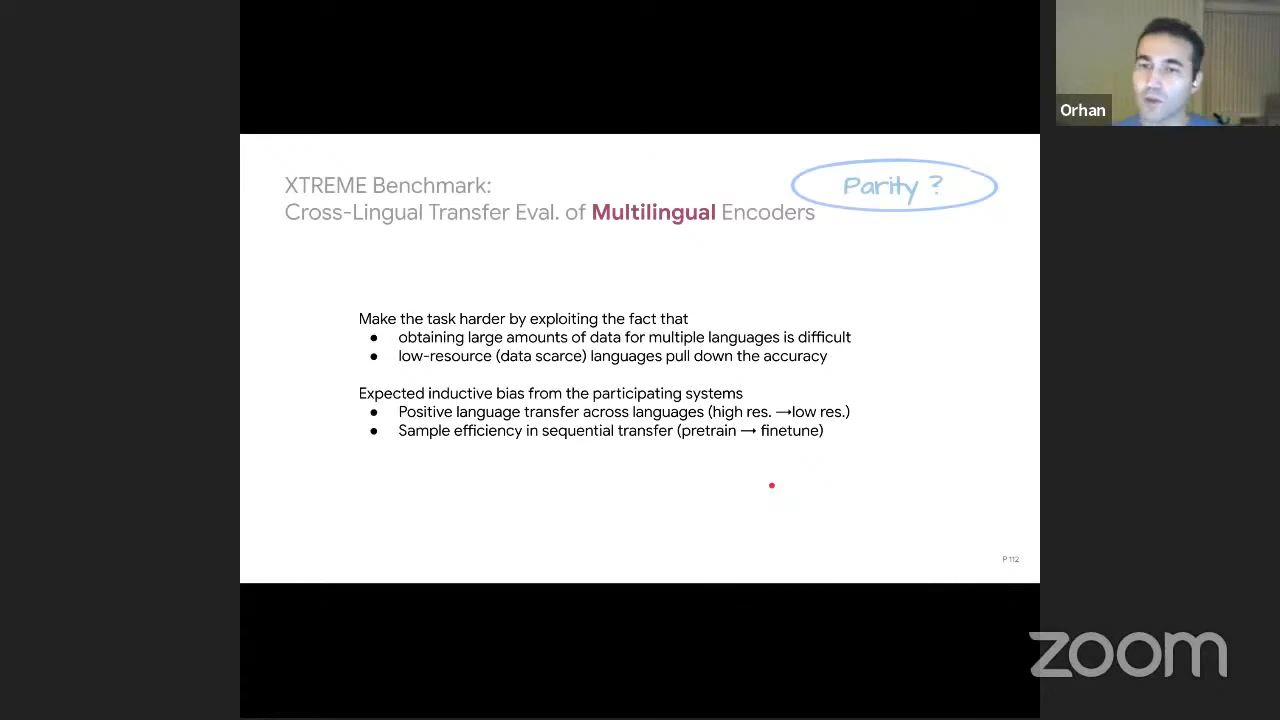 Orhan
XTREME Benchmark:
Parity ?
Cross-Lingual Transfer Eval. of Multilingual Encoders
Make the task harder by exploiting the fact that
● obtaining large amounts of data for multiple languages is difficult
● low-resource (data scarce) languages pull down the accuracy
Expected inductive bias from the participating systems
● Positive language transfer across languages (high res. →low res.)
● Sample efficiency in sequential transfer (pretrain → finetune)
P 112
zoom